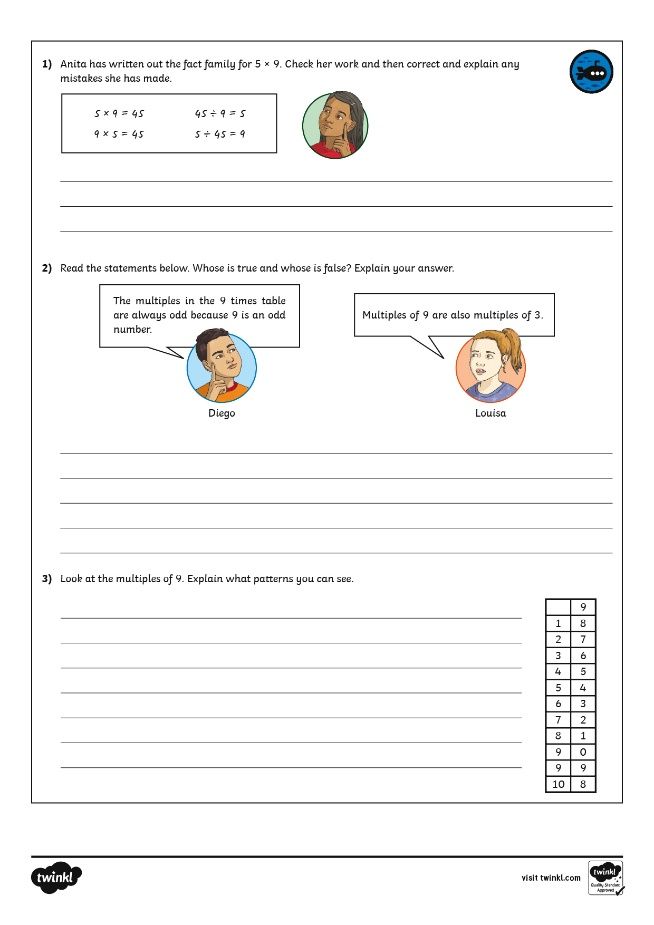 1) Anita has written out the fact family for 5 × 9. Check her work and then correct and explain any
mistakes she has made.
5 × 9 = 45 45 ÷ 9 = 5
9 × 5 = 45 5 ÷ 45 = 9
2) Read the statements below. Whose is true and whose is false? Explain your answer.
The multiples in the 9 times table
are always odd because 9 is an odd
number.
Diego
Multiples of 9 are also multiples of 3.
Louisa
3) Look at the multiples of 9. Explain what patterns you can see.
9
1 8
2 7
3 6
4 5
5 4
6 3
7 2
8 1
9 0
9 9
10 8
twinkl
visit twinkl.com
twinkl
Quality Standard
Approved